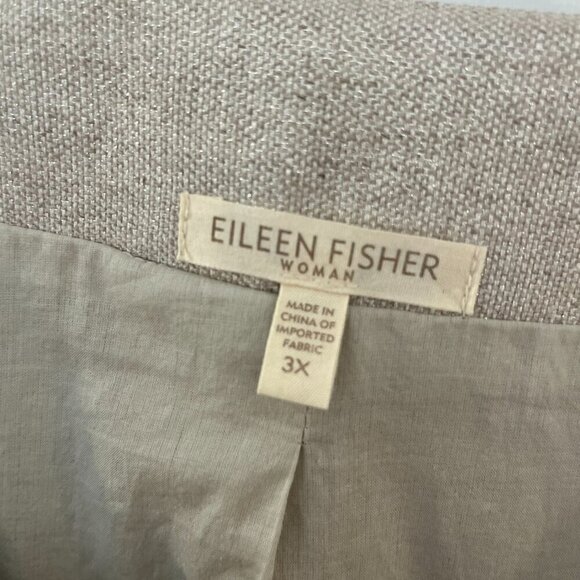 EILEEN FISHER
WOMAN
MADE IN
CHINA OF
IMPORTED
FABRIC
3X